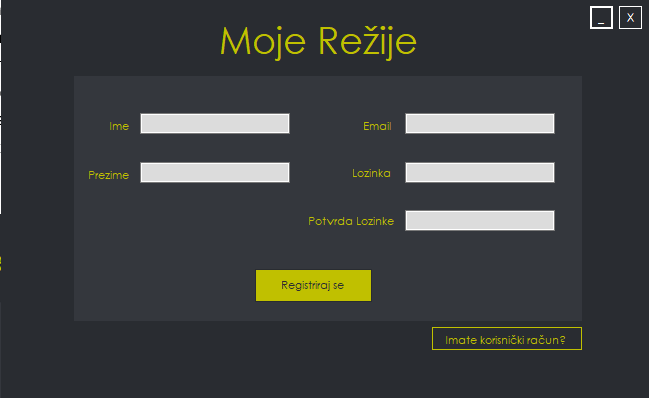 Moje Režije
_ X
Ime
Email
Prezime
Lozinka
Potvrda Lozinke
Registriraj se
Imate korisnički račun?